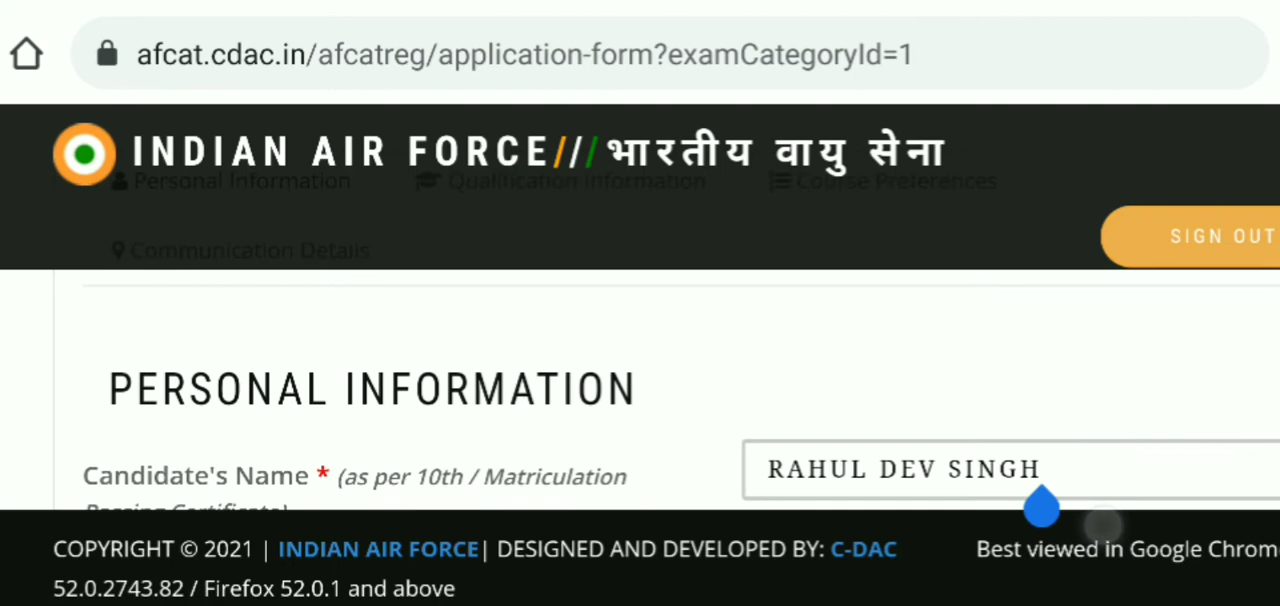 afcat.cdac.in/afcatreg/application-form?examCategoryId=1
INDIAN AIR FORCE///भारतीय वायु सेना
Personal Information Qualification Information Course Preferences
SIGN OUT
Communication Details
PERSONAL INFORMATION
Candidate's Name * (as per 10th / Matriculation
Passing Certificate)
RAHUL DEV SINGH
COPYRIGHT © 2021 | INDIAN AIR FORCE| DESIGNED AND DEVELOPED BY: C-DAC Best viewed in Google Chrom
52.0.2743.82 / Firefox 52.0.1 and above